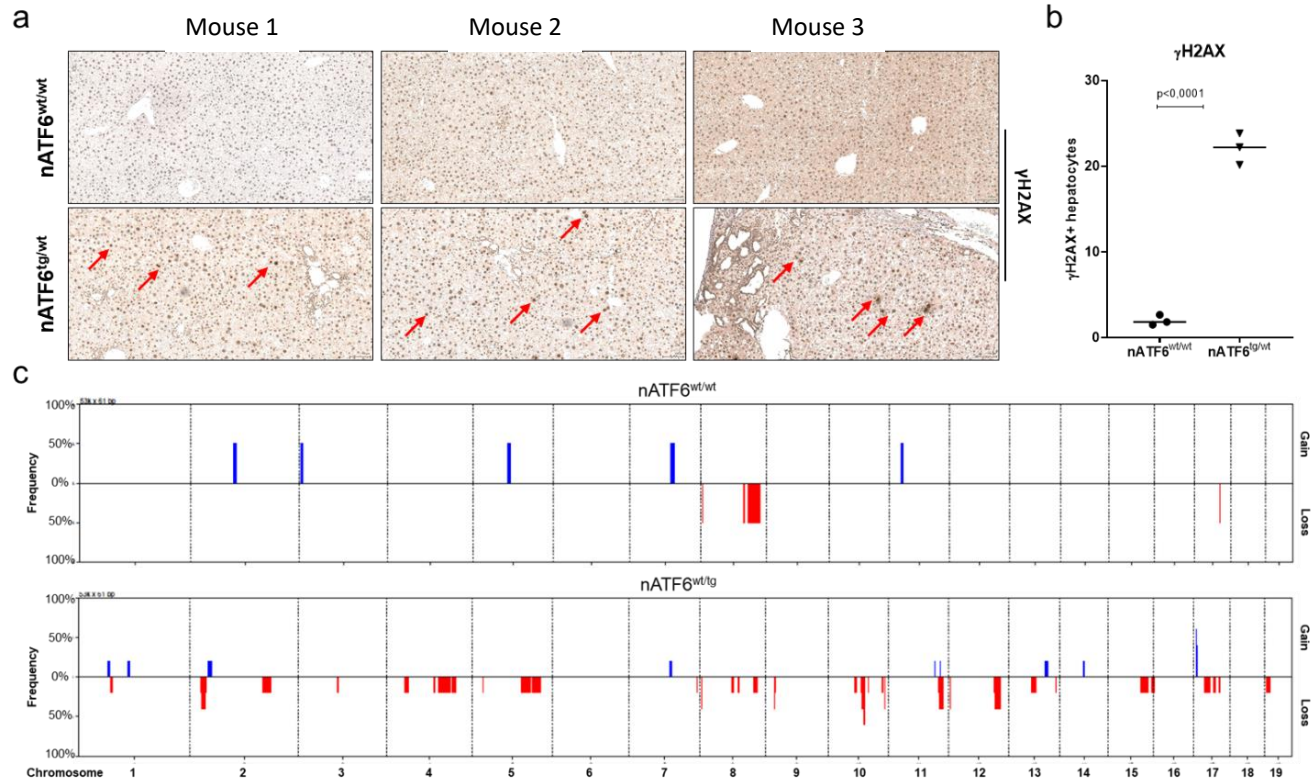 a
Mouse 1
Mouse 2
Mouse 3
nATF6wt/wt
nATF6tg/wt
γH2AX
b
γH2AX
30
20
10
0
p<0,0001
γH2AX+ hepatocytes
nATF6wt/wt
nATF6tg/wt
c
nATF6wt/wt
100%
50%
0%
50%
100%
Frequency
Gain
Loss
nATF6wt/tg
100%
50%
0%
50%
100%
Frequency
Gain
Loss
Chromosome 1 2 3 4 5 6 7 8 9 10 11 12 13 14 15 16 17 18 19